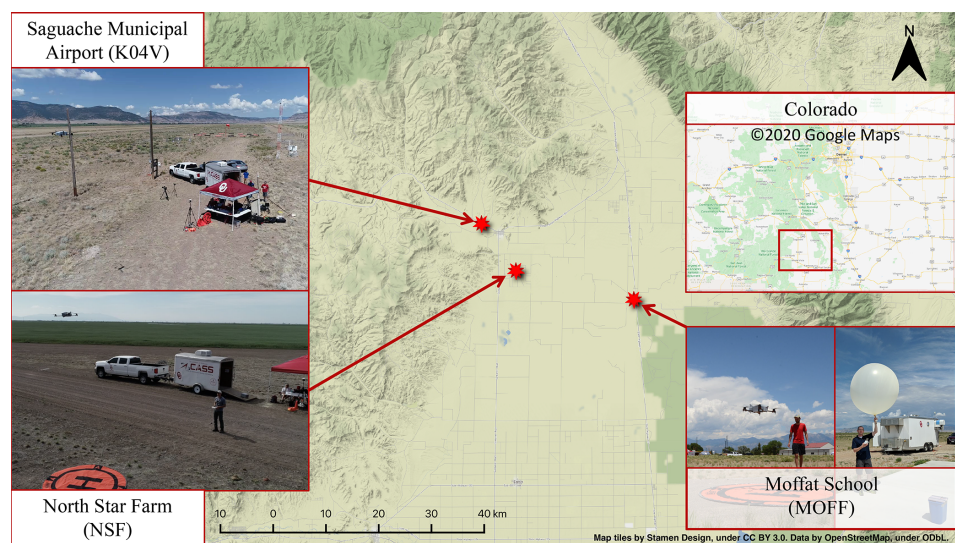 Saguache Municipal
Airport (K04V)
N
Colorado
©2020 Google Maps
CASS
North Star Farm
(NSF)
H
Moffat School
(MOFF)
10 0 10 20 30 40 km
Map tiles by Stamen Design, under CC BY 3.0. Data by OpenStreetMap, under ODbL.